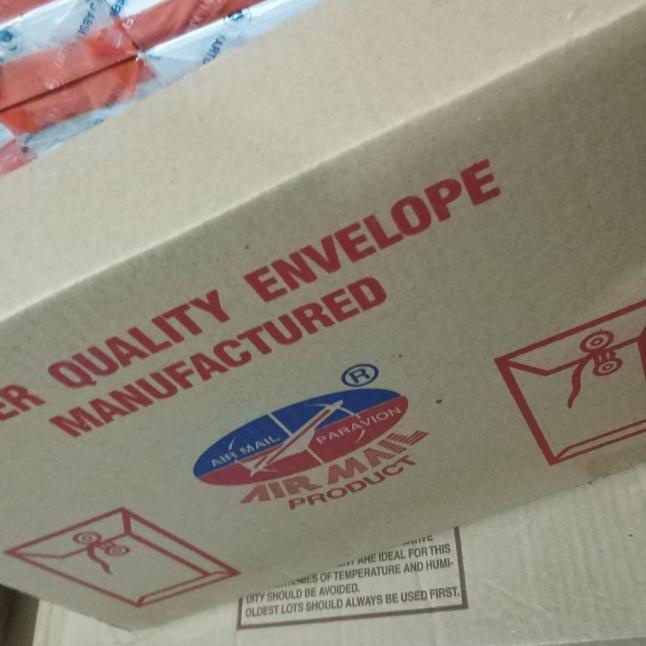 ER QUALITY ENVELOPE
MANUFACTURED
®
AIR MAIL PARAVION
AIR MAIL
PRODUCT
ARE IDEAL FOR THIS
OF TEMPERATURE AND HUMI-
DITY SHOULD BE AVOIDED.
OLDEST LOTS SHOULD ALWAYS BE USED FIRST.